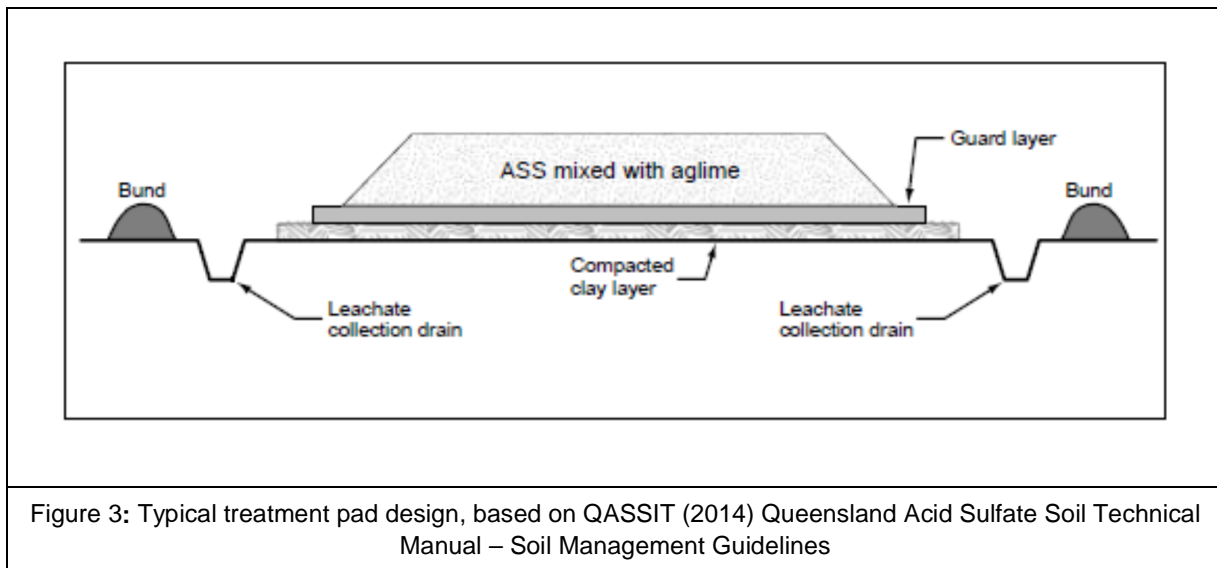 Guard layer
ASS mixed with aglime
Bund
Bund
Compacted
clay layer
Leachate
collection drain
Leachate
collection drain
Figure 3: Typical treatment pad design, based on QASSIT (2014) Queensland Acid Sulfate Soil Technical
Manual – Soil Management Guidelines